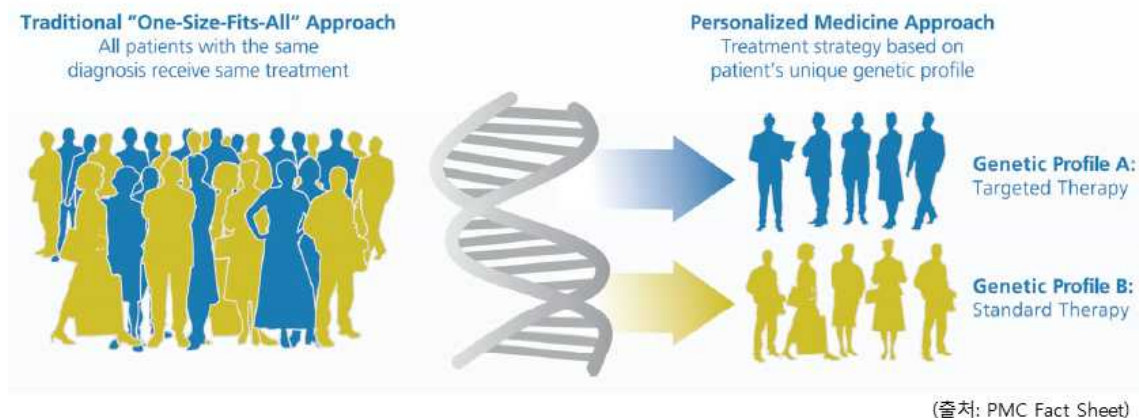 Traditional “One-Size-Fits-All” Approach
All patients with the same
diagnosis receive same treatment
Personalized Medicine Approach
Treatment strategy based on
patient's unique genetic profile
Genetic Profile A:
Targeted Therapy
Genetic Profile B:
Standard Therapy
(출처: PMC Fact Sheet)